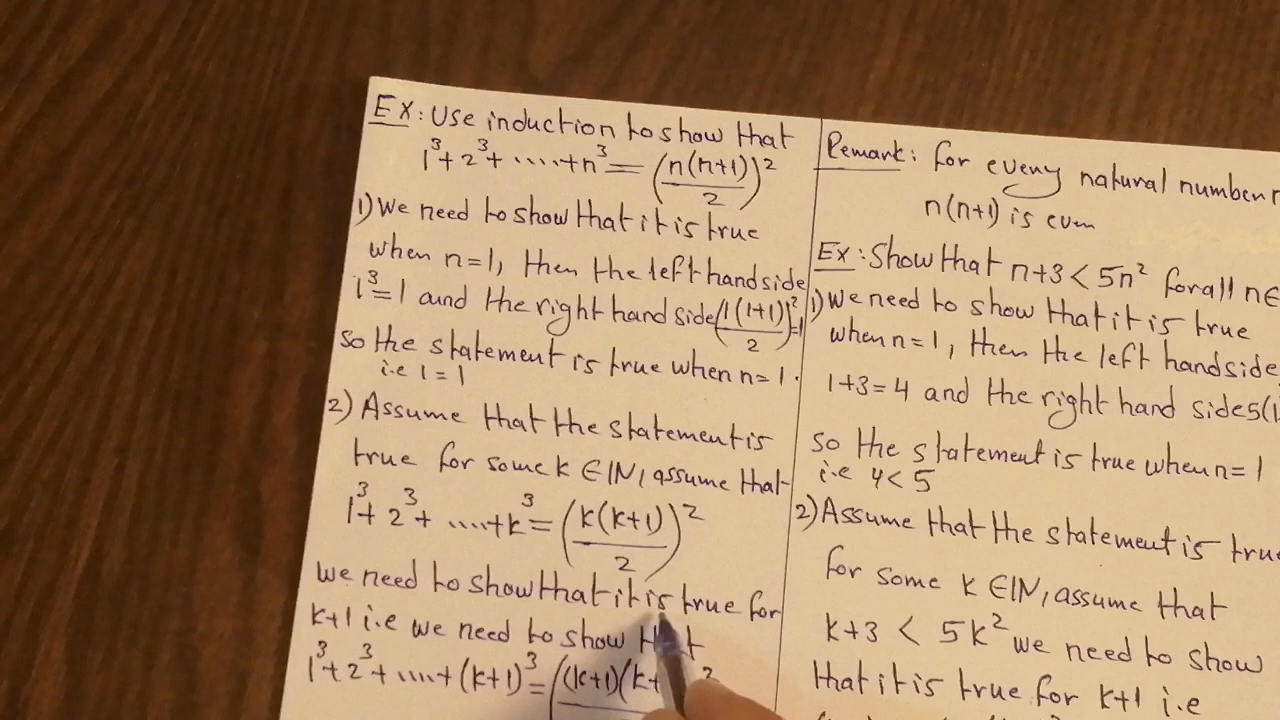 Ex: Use induction to show that
1³+2³+.....+n³=(n(n+1)/2)²
1) We need to show that it is true
when n=1, then the left hand side
1³=1 and the right hand side (1(1+1)/2)²=1
so the statement is true when n=1.
i.e 1=1
2) Assume that the statement is
true for some k∈ℕ, assume that
1³+2³+.....+k³=(k(k+1)/2)²
we need to show that it is true for
k+1 i.e we need to show that
1³+2³+.....+(k+1)³=((k+1)(k+ ²
Remark: for eveny natural number n
n(n+1) is even
Ex: Show that n+3<5n² for all n∈
1) We need to show that it is true
when n=1, then the left hand side
1+3=4 and the right hand side 5(1
so the statement is true when n=1
i.e 4<5
2) Assume that the statement is true
for some k∈ℕ, assume that
k+3 < 5k² we need to show
that it is true for k+1 i.e